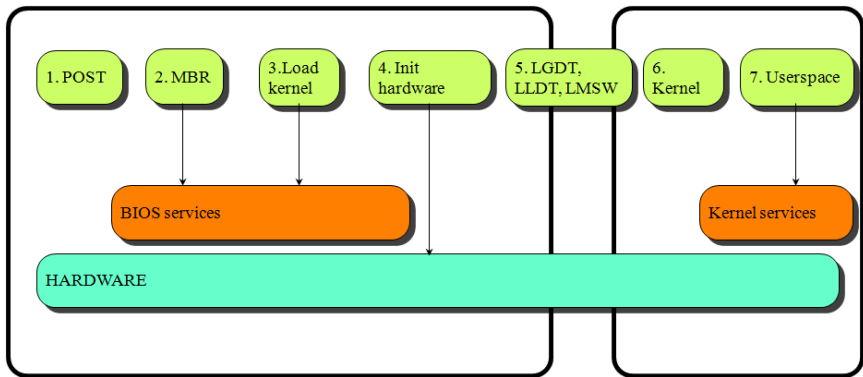 1. POST
2. MBR
3.Load
kernel
4. Init
hardware
5. LGDT,
LLDT, LMSW
6.
Kernel
7. Userspace
BIOS services
Kernel services
HARDWARE